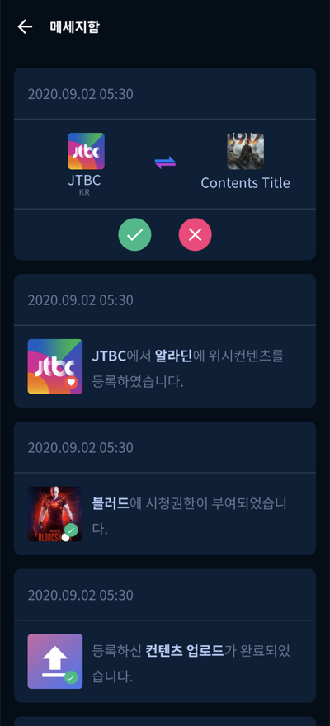 메세지함
2020.09.02 05:30
jtbc
JTBC
KR
Contents Title
2020.09.02 05:30
jtbc
JTBC에서 알라딘에 위시컨텐츠를
등록하였습니다.
2020.09.02 05:30
블러드에 시청권한이 부여되었습니
다.
2020.09.02 05:30
등록하신 컨텐츠 업로드가 완료되었
습니다.